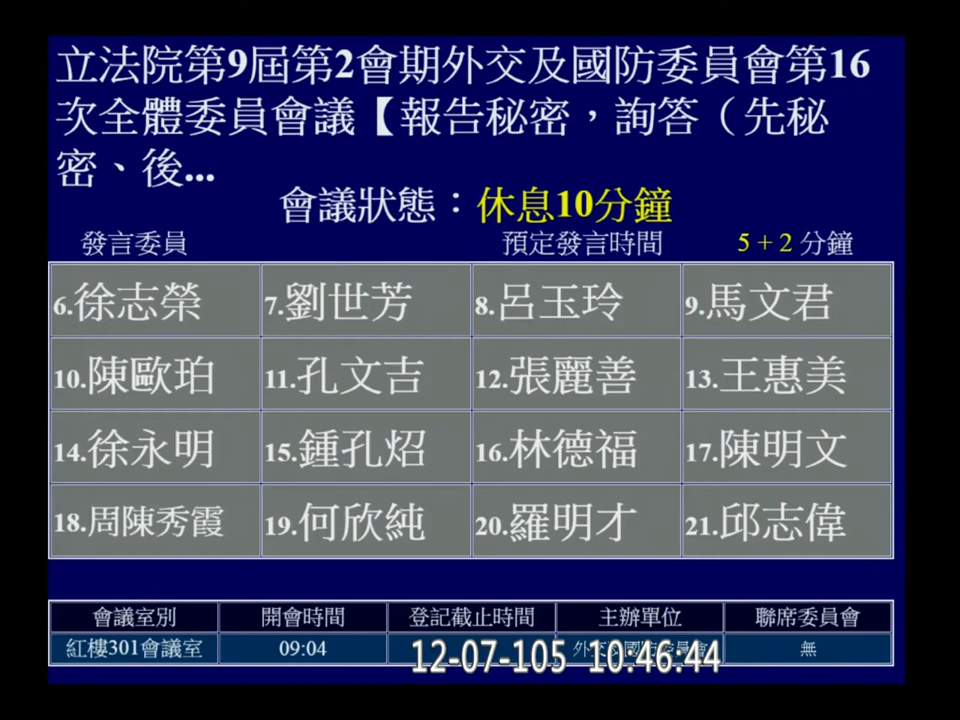 立法院第9屆第2會期外交及國防委員會第16
次全體委員會議【報告秘密，詢答（先秘
密、後...
會議狀態：休息10分鐘
發言委員 預定發言時間 5 + 2 分鐘
6.徐志榮 7.劉世芳 8.呂玉玲 9.馬文君
10.陳歐珀 11.孔文吉 12.張麗善 13.王惠美
14.徐永明 15.鍾孔炤 16.林德福 17.陳明文
18.周陳秀霞 19.何欣純 20.羅明才 21.邱志偉
會議室別 開會時間 登記截止時間 主辦單位 聯席委員會
紅樓301會議室 09:04 外交及國防委員會 無
12-07-105 10:46:44